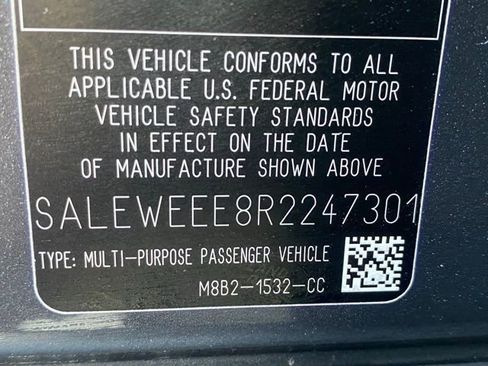 THIS VEHICLE CONFORMS TO ALL
APPLICABLE U.S. FEDERAL MOTOR
VEHICLE SAFETY STANDARDS
IN EFFECT ON THE DATE
OF MANUFACTURE SHOWN ABOVE
SALEWEEE8R2247301
TYPE: MULTI-PURPOSE PASSENGER VEHICLE
M8B2-1532-CC